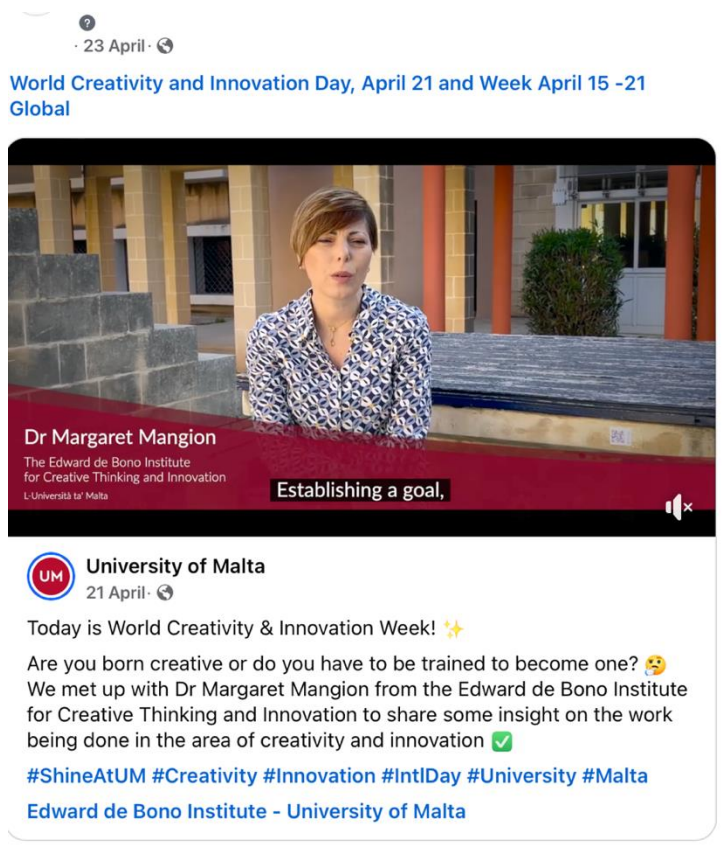 ?
· 23 April ·
World Creativity and Innovation Day, April 21 and Week April 15 -21
Global
Dr Margaret Mangion
The Edward de Bono Institute
for Creative Thinking and Innovation
L-Università ta' Malta
Establishing a goal,
UM
University of Malta
21 April ·
Today is World Creativity & Innovation Week! ✨
Are you born creative or do you have to be trained to become one? 🤔
We met up with Dr Margaret Mangion from the Edward de Bono Institute
for Creative Thinking and Innovation to share some insight on the work
being done in the area of creativity and innovation ✅
#ShineAtUM #Creativity #Innovation #IntlDay #University #Malta
Edward de Bono Institute - University of Malta